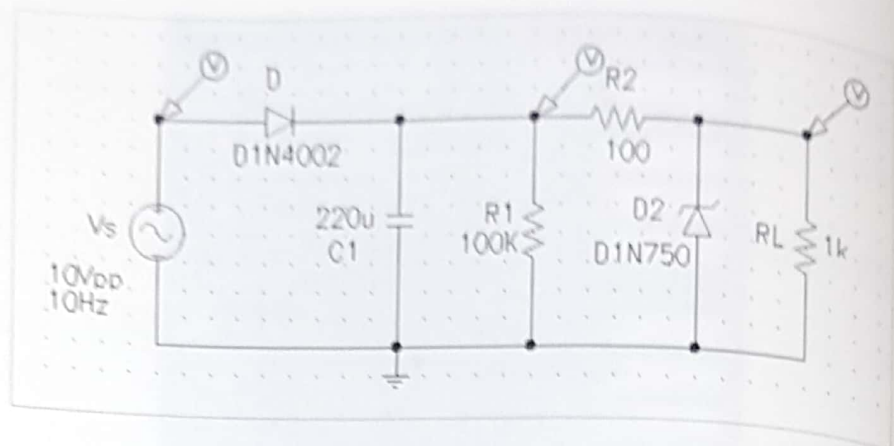 V
D
D1N4002
Vs
10VPP
10Hz
220u
C1
V
R1
100K
R2
100
D2
D1N750
V
RL
1k